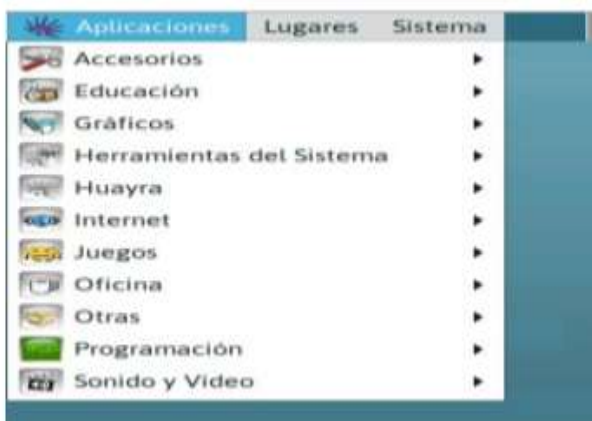 Aplicaciones Lugares Sistema
Accesorios
Educación
Gráficos
Herramientas del Sistema
Huayra
Internet
Juegos
Oficina
Otras
Programación
Sonido y Video